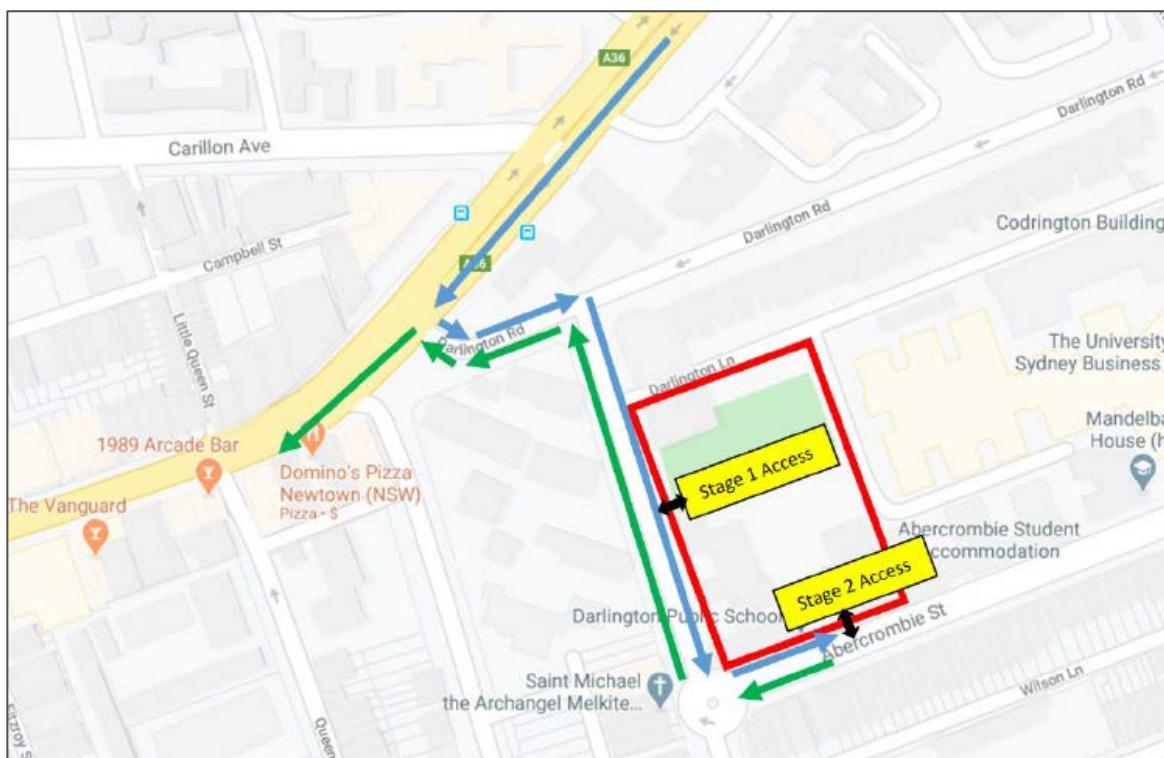 A36
Darlington Rd
Carillon Ave
Darlington Rd
Codrington Building
Campbell St
A36
Little Queen St
Darlington Rd
The University
Sydney Business
Darlington Ln
1989 Arcade Bar
Domino's Pizza
Newtown (NSW)
Pizza • $
The Vanguard
Stage 1 Access
Mandelba
House (h
Abercrombie Student
ccommodation
Stage 2 Access
Darlington Public School
Abercrombie St
Saint Michael
the Archangel Melkite...
Wilson Ln
Fitzroy S
Queen